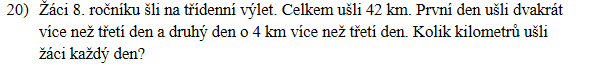 20) Žáci 8. ročníku šli na třídenní výlet. Celkem ušli 42 km. První den ušli dvakrát
více než třetí den a druhý den o 4 km více než třetí den. Kolik kilometrů ušli
žáci každý den?